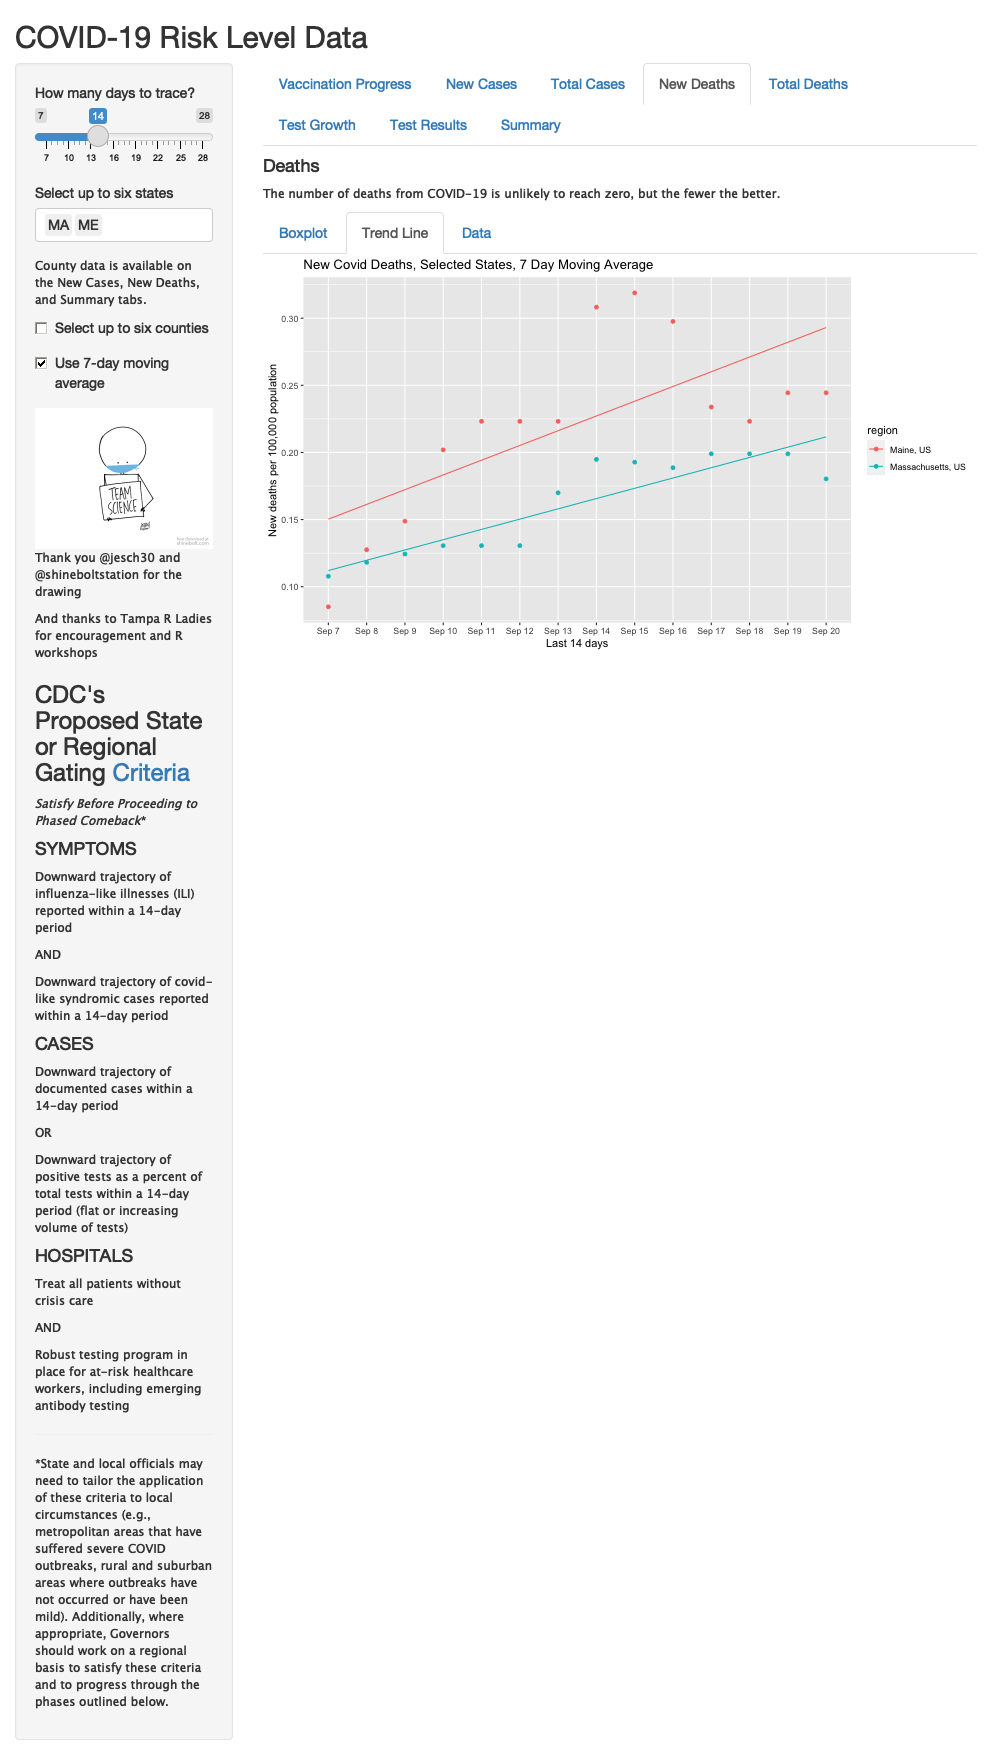 COVID-19 Risk Level Data
How many days to trace?
7 14 28
7 10 13 16 19 22 25 28
Select up to six states
MA ME
County data is available on
the New Cases, New Deaths,
and Summary tabs.
Select up to six counties
Use 7-day moving
average
TEAM
SCIENCE
Thank you @jesch30 and
@shineboltstation for the
drawing
And thanks to Tampa R Ladies
for encouragement and R
workshops
CDC's
Proposed State
or Regional
Gating Criteria
Satisfy Before Proceeding to
Phased Comeback*
SYMPTOMS
Downward trajectory of
influenza-like illnesses (ILI)
reported within a 14-day
period
AND
Downward trajectory of covid-
like syndromic cases reported
within a 14-day period
CASES
Downward trajectory of
documented cases within a
14-day period
OR
Downward trajectory of
positive tests as a percent of
total tests within a 14-day
period (flat or increasing
volume of tests)
HOSPITALS
Treat all patients without
crisis care
AND
Robust testing program in
place for at-risk healthcare
workers, including emerging
antibody testing
*State and local officials may
need to tailor the application
of these criteria to local
circumstances (e.g.,
metropolitan areas that have
suffered severe COVID
outbreaks, rural and suburban
areas where outbreaks have
not occurred or have been
mild). Additionally, where
appropriate, Governors
should work on a regional
basis to satisfy these criteria
and to progress through the
phases outlined below.
Vaccination Progress New Cases Total Cases New Deaths Total Deaths
Test Growth Test Results Summary
Deaths
The number of deaths from COVID-19 is unlikely to reach zero, but the fewer the better.
Boxplot Trend Line Data
New Covid Deaths, Selected States, 7 Day Moving Average
New deaths per 100,000 population
0.30
0.25
0.20
0.15
0.10
Sep 7 Sep 8 Sep 9 Sep 10 Sep 11 Sep 12 Sep 13 Sep 14 Sep 15 Sep 16 Sep 17 Sep 18 Sep 19 Sep 20
Last 14 days
region
Maine, US
Massachusetts, US